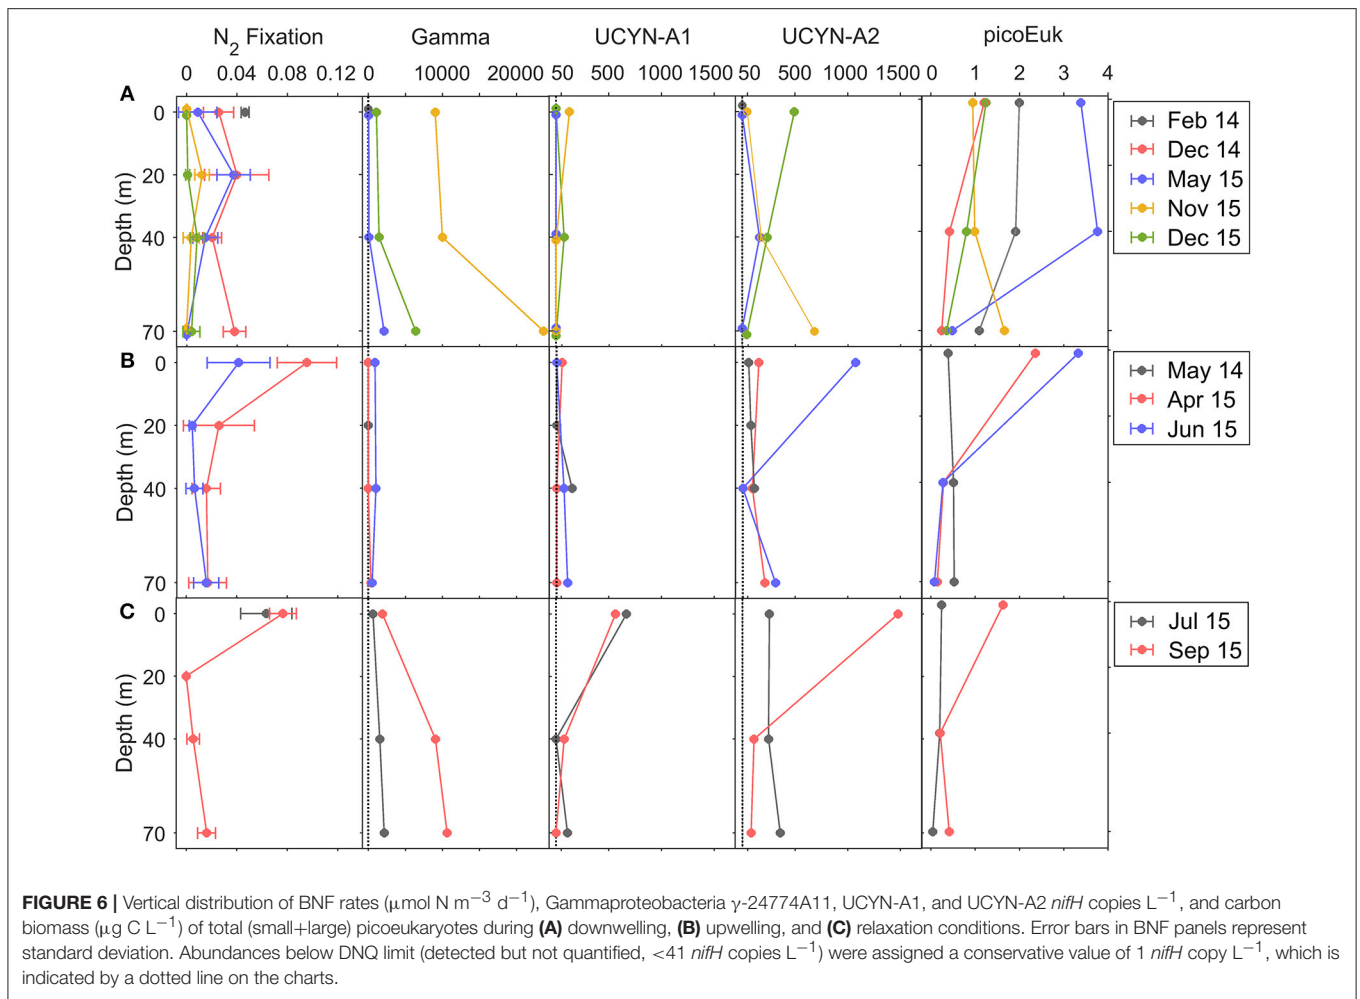 N2 Fixation Gamma UCYN-A1 UCYN-A2 picoEuk
0 0.04 0.08 0.12 0 10000 20000 50 500 1000 1500 50 500 1000 1500 0 1 2 3 4
A
0
20
40
70
Depth (m)
Feb 14
Dec 14
May 15
Nov 15
Dec 15
B
0
20
40
70
Depth (m)
May 14
Apr 15
Jun 15
C
0
20
40
70
Depth (m)
Jul 15
Sep 15
FIGURE 6 | Vertical distribution of BNF rates (μmol N m−3 d−1), Gammaproteobacteria γ-24774A11, UCYN-A1, and UCYN-A2 nifH copies L−1, and carbon
biomass (μg C L−1) of total (small+large) picoeukaryotes during (A) downwelling, (B) upwelling, and (C) relaxation conditions. Error bars in BNF panels represent
standard deviation. Abundances below DNQ limit (detected but not quantified, <41 nifH copies L−1) were assigned a conservative value of 1 nifH copy L−1, which is
indicated by a dotted line on the charts.